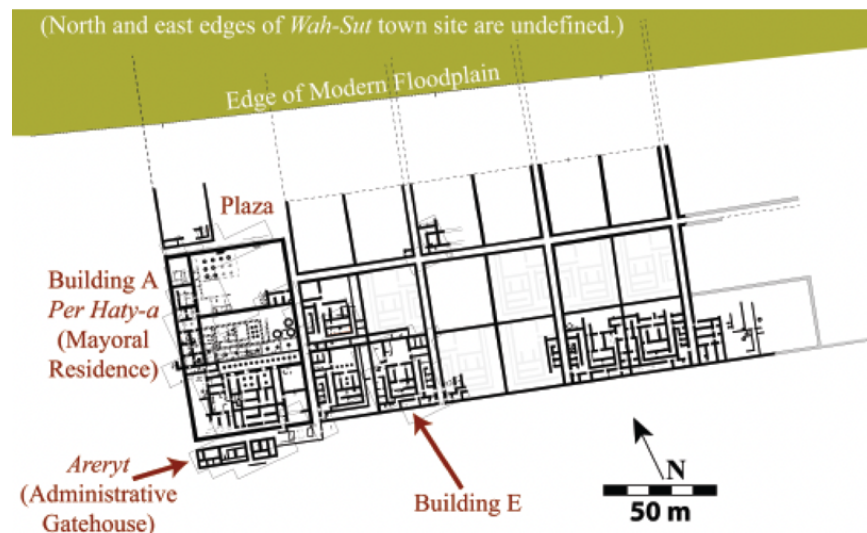 (North and east edges of Wah-Sut town site are undefined.)
Edge of Modern Floodplain
Plaza
Building A
Per Haty-a
(Mayoral
Residence)
Areryt
(Administrative
Gatehouse)
Building E
N
50 m